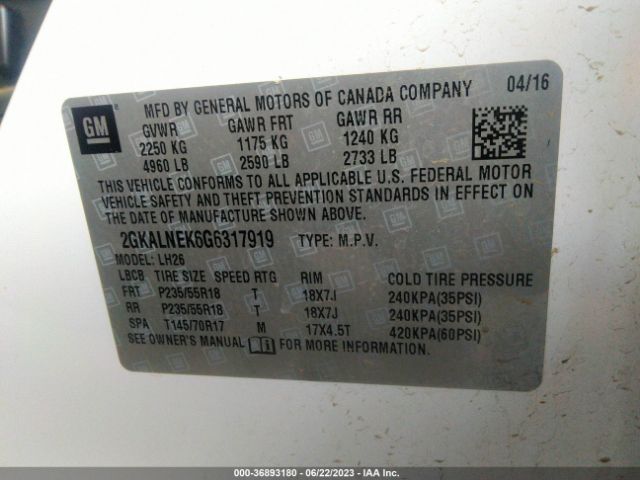 GM
MFD BY GENERAL MOTORS OF CANADA COMPANY 04/16
GVWR GAWR FRT GAWR RR
2250 KG 1175 KG 1240 KG
4960 LB 2590 LB 2733 LB
THIS VEHICLE CONFORMS TO ALL APPLICABLE U.S. FEDERAL MOTOR
VEHICLE SAFETY AND THEFT PREVENTION STANDARDS IN EFFECT ON
THE DATE OF MANUFACTURE SHOWN ABOVE.
2GKALNEK6G6317919 TYPE: M.P.V.
MODEL: LH26
LBCB TIRE SIZE SPEED RTG RIM COLD TIRE PRESSURE
FRT P235/55R18 T 18X7J 240KPA(35PSI)
RR P235/55R18 T 18X7J 240KPA(35PSI)
SPA T145/70R17 M 17X4.5T 420KPA(60PSI)
SEE OWNER'S MANUAL FOR MORE INFORMATION.
000-36893180 - 06/22/2023 - IAA Inc.